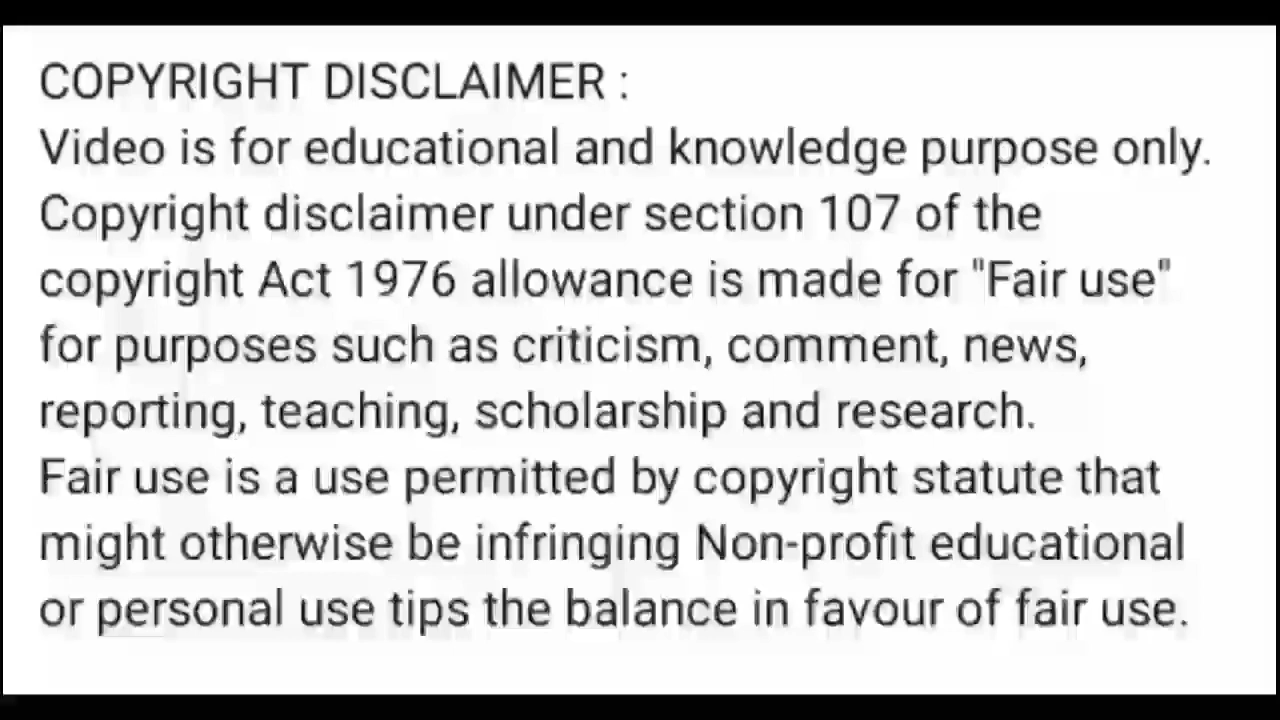 COPYRIGHT DISCLAIMER :
Video is for educational and knowledge purpose only.
Copyright disclaimer under section 107 of the
copyright Act 1976 allowance is made for "Fair use"
for purposes such as criticism, comment, news,
reporting, teaching, scholarship and research.
Fair use is a use permitted by copyright statute that
might otherwise be infringing Non-profit educational
or personal use tips the balance in favour of fair use.